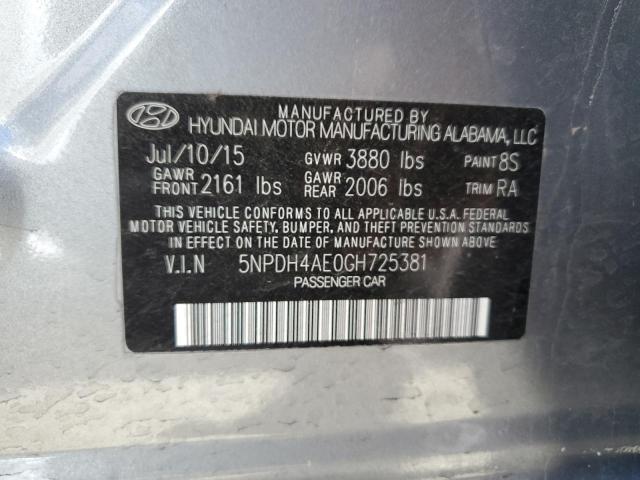 MANUFACTURED BY
HYUNDAI MOTOR MANUFACTURING ALABAMA, LLC
Jul/10/15 GVWR 3880 lbs PAINT 8S
GAWR FRONT 2161 lbs GAWR REAR 2006 lbs TRIM RA
THIS VEHICLE CONFORMS TO ALL APPLICABLE U.S.A. FEDERAL
MOTOR VEHICLE SAFETY, BUMPER, AND THEFT PREVENTION
STANDARDS IN EFFECT ON THE DATE OF MANUFACTURE SHOWN ABOVE.
V.I.N 5NPDH4AE0GH725381
PASSENGER CAR